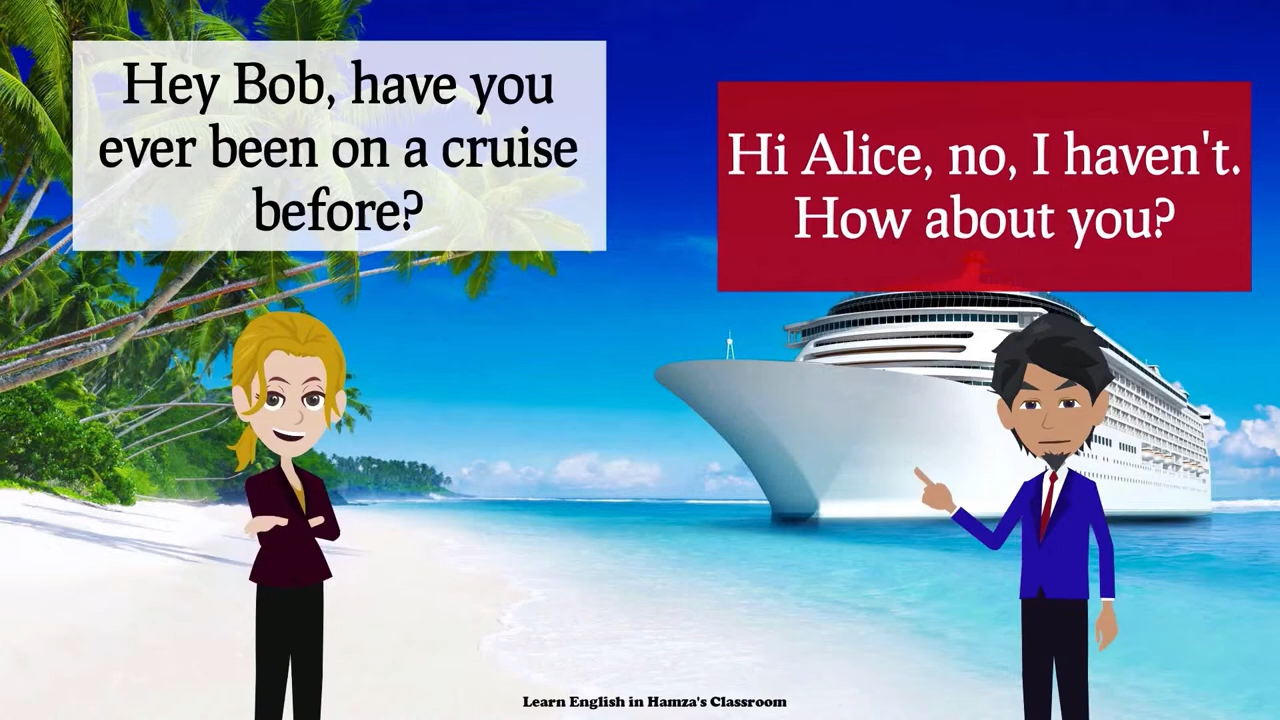 Hey Bob, have you
ever been on a cruise
before?
Hi Alice, no, I haven't.
How about you?
Learn English in Hamza's Classroom